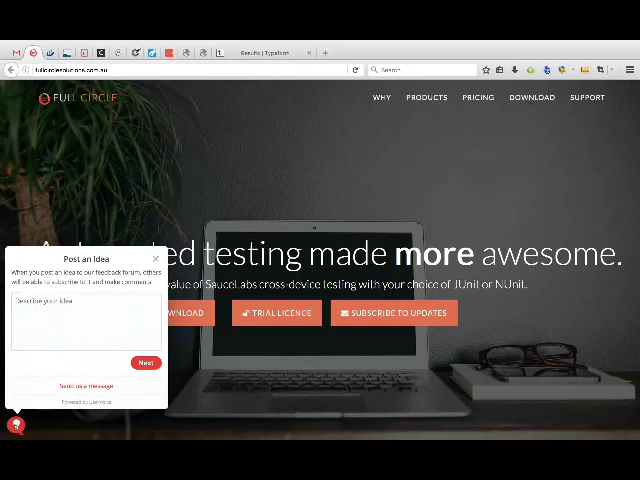 Results | Typeform
fullcirclesolutions.com.au
Search
FULL CIRCLE
WHY PRODUCTS PRICING DOWNLOAD SUPPORT
testing made more awesome.
value of SauceLabs cross-device testing with your choice of JUnit or NUnit.
TRIAL LICENCE
SUBSCRIBE TO UPDATES
Post an Idea
When you post an idea to our feedback forum, others
will be able to subscribe to it and make comments.
Describe your idea
Next
Send us a message
Powered by UserVoice